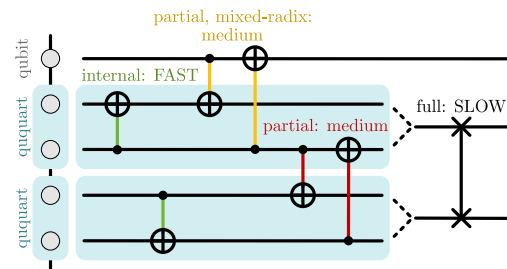 partial, mixed-radix:
medium
qubit
internal: FAST
ququart
partial: medium
full: SLOW
ququart